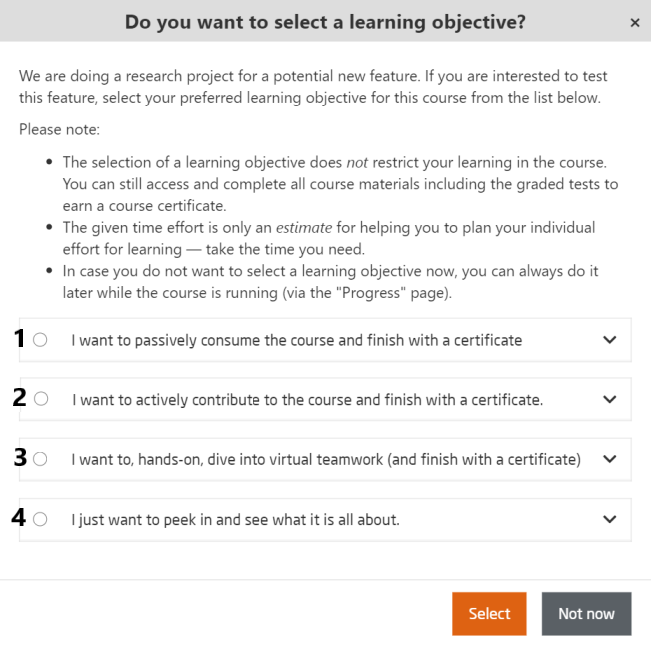 Do you want to select a learning objective? ×
We are doing a research project for a potential new feature. If you are interested to test
this feature, select your preferred learning objective for this course from the list below.
Please note:
• The selection of a learning objective does not restrict your learning in the course.
You can still access and complete all course materials including the graded tests to
earn a course certificate.
• The given time effort is only an estimate for helping you to plan your individual
effort for learning — take the time you need.
• In case you do not want to select a learning objective now, you can always do it
later while the course is running (via the "Progress" page).
1 I want to passively consume the course and finish with a certificate
2 I want to actively contribute to the course and finish with a certificate.
3 I want to, hands-on, dive into virtual teamwork (and finish with a certificate)
4 I just want to peek in and see what it is all about.
Select Not now